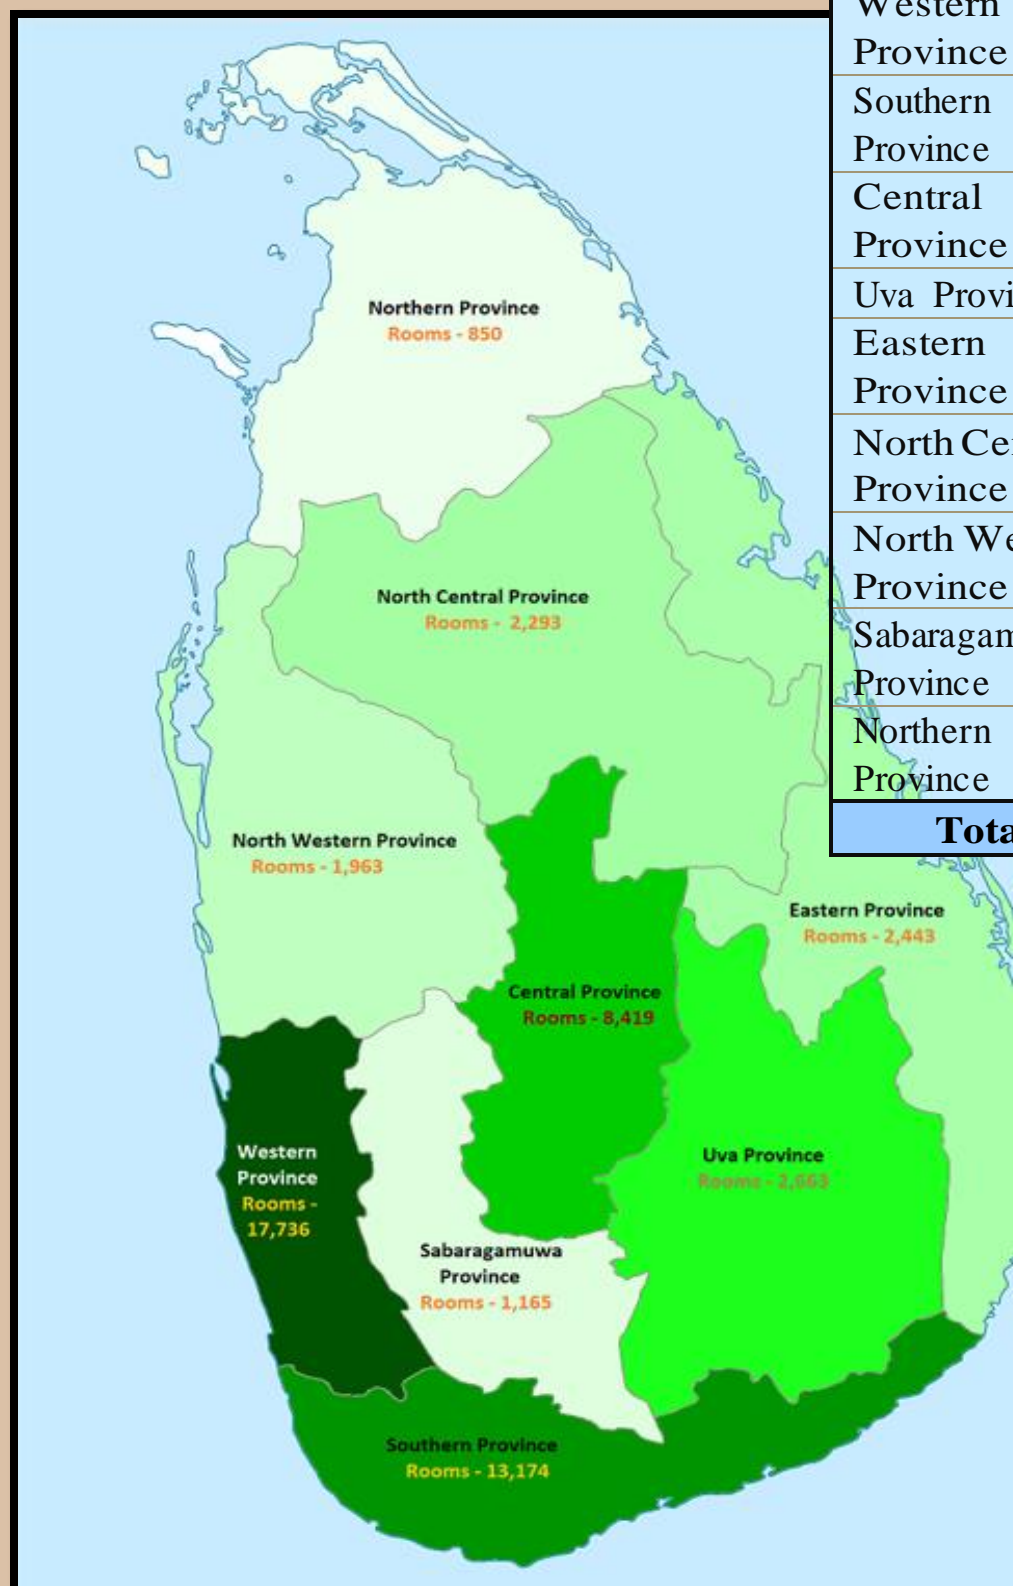 Western
Province
Southern
Province
Central
Province
Uva Provi
Eastern
Province
North Ce
Province
North We
Province
Sabaragam
Province
Northern
Province
Tota
Northern Province
Rooms - 850
North Central Province
Rooms - 2,293
North Western Province
Rooms - 1,963
Eastern Province
Rooms - 2,443
Central Province
Rooms - 8,419
Western
Province
Rooms -
17,736
Uva Province
Rooms - 2,663
Sabaragamuwa
Province
Rooms - 1,165
Southern Province
Rooms - 13,174